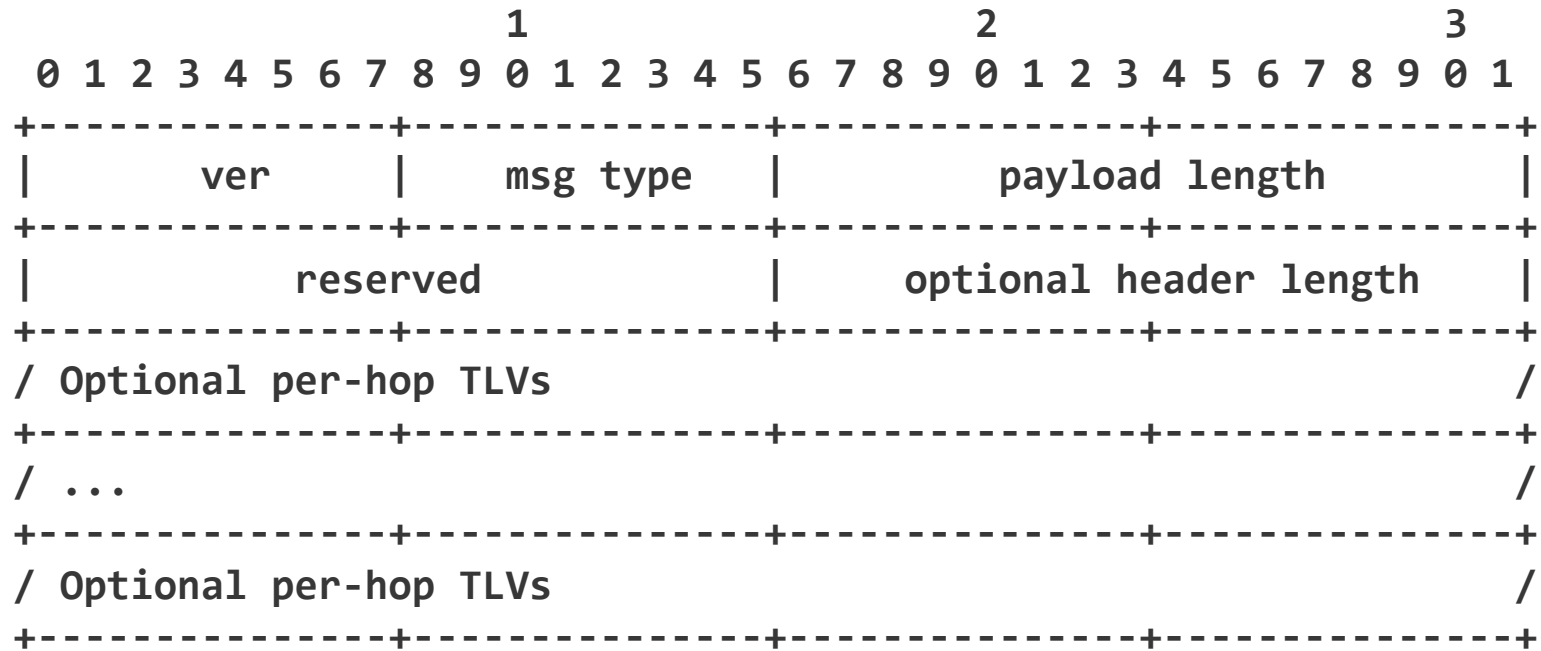 1                   2                   3
 0 1 2 3 4 5 6 7 8 9 0 1 2 3 4 5 6 7 8 9 0 1 2 3 4 5 6 7 8 9 0 1
+---------------+---------------+---------------+---------------+
|       ver     |    msg type   |         payload length        |
+---------------+---------------+---------------+---------------+
|           reserved            |     optional header length    |
+---------------+---------------+---------------+---------------+
/ Optional per-hop TLVs                                         /
+---------------+---------------+---------------+---------------+
/ ...                                                           /
+---------------+---------------+---------------+---------------+
/ Optional per-hop TLVs                                         /
+---------------+---------------+---------------+---------------+